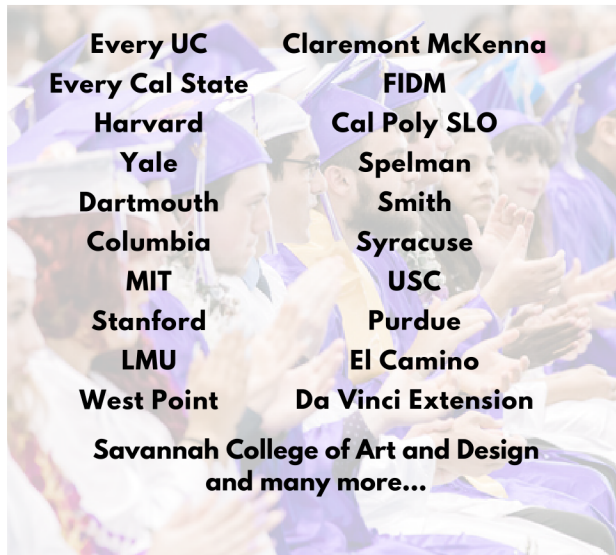 Every UC
Every Cal State
Harvard
Yale
Dartmouth
Columbia
MIT
Stanford
LMU
West Point
Claremont McKenna
FIDM
Cal Poly SLO
Spelman
Smith
Syracuse
USC
Purdue
El Camino
Da Vinci Extension
Savannah College of Art and Design
and many more...